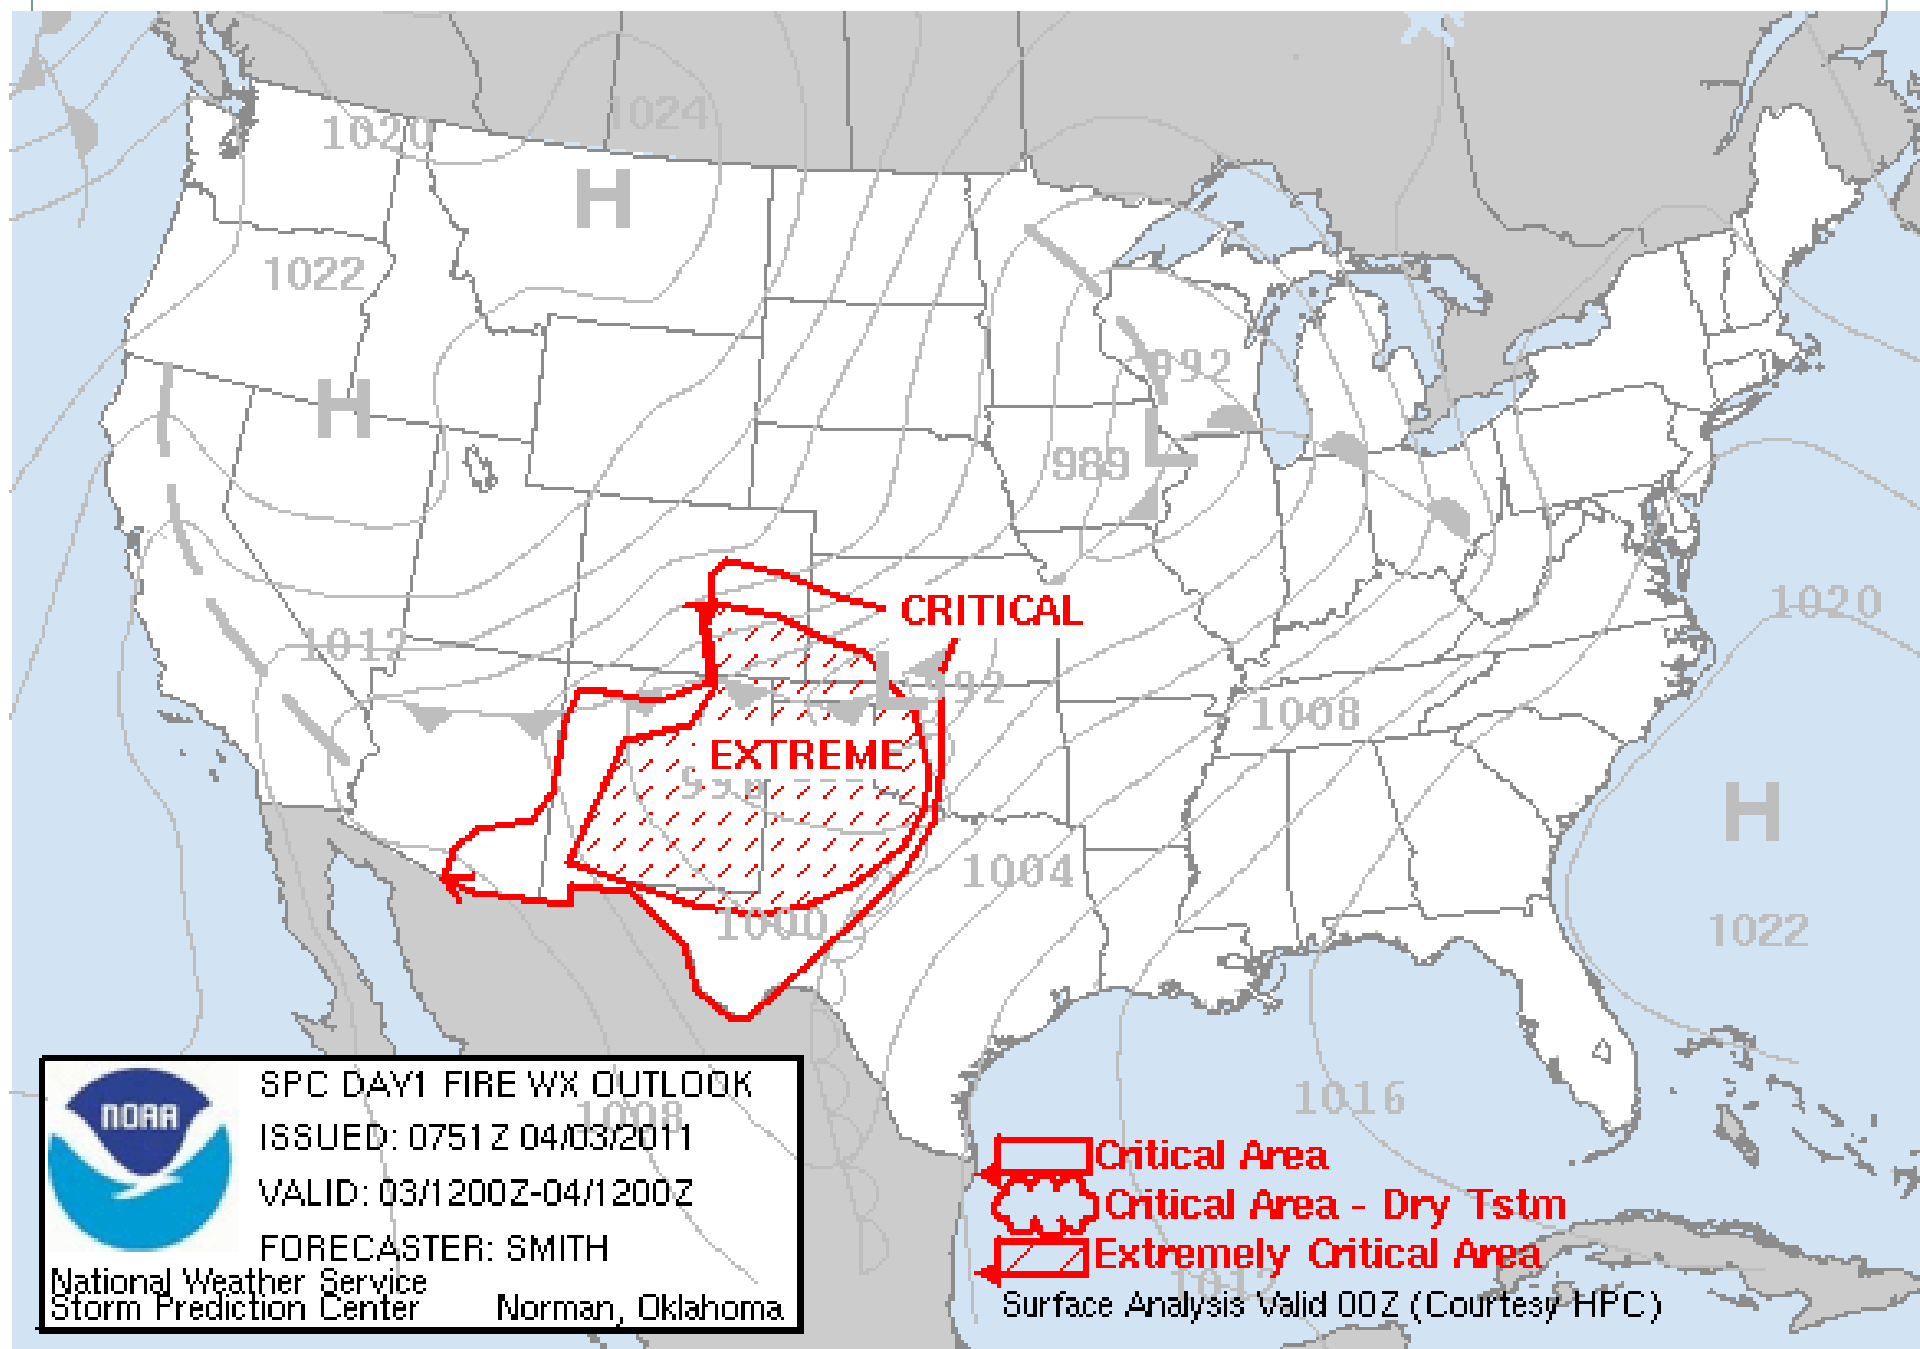 1024
1020
H
1022
992
H
L
989
CRITICAL
1020
1012
L
992
1008
EXTREME
H
1004
1000
1022
NOAA
SPC DAY1 FIRE WX OUTLOOK
1008
ISSUED: 0751Z 04/03/2011
VALID: 03/1200Z-04/1200Z
FORECASTER: SMITH
National Weather Service
Storm Prediction Center Norman, Oklahoma
1016
Critical Area
Critical Area - Dry Tstm
Extremely Critical Area
1012
Surface Analysis Valid 00Z (Courtesy HPC)